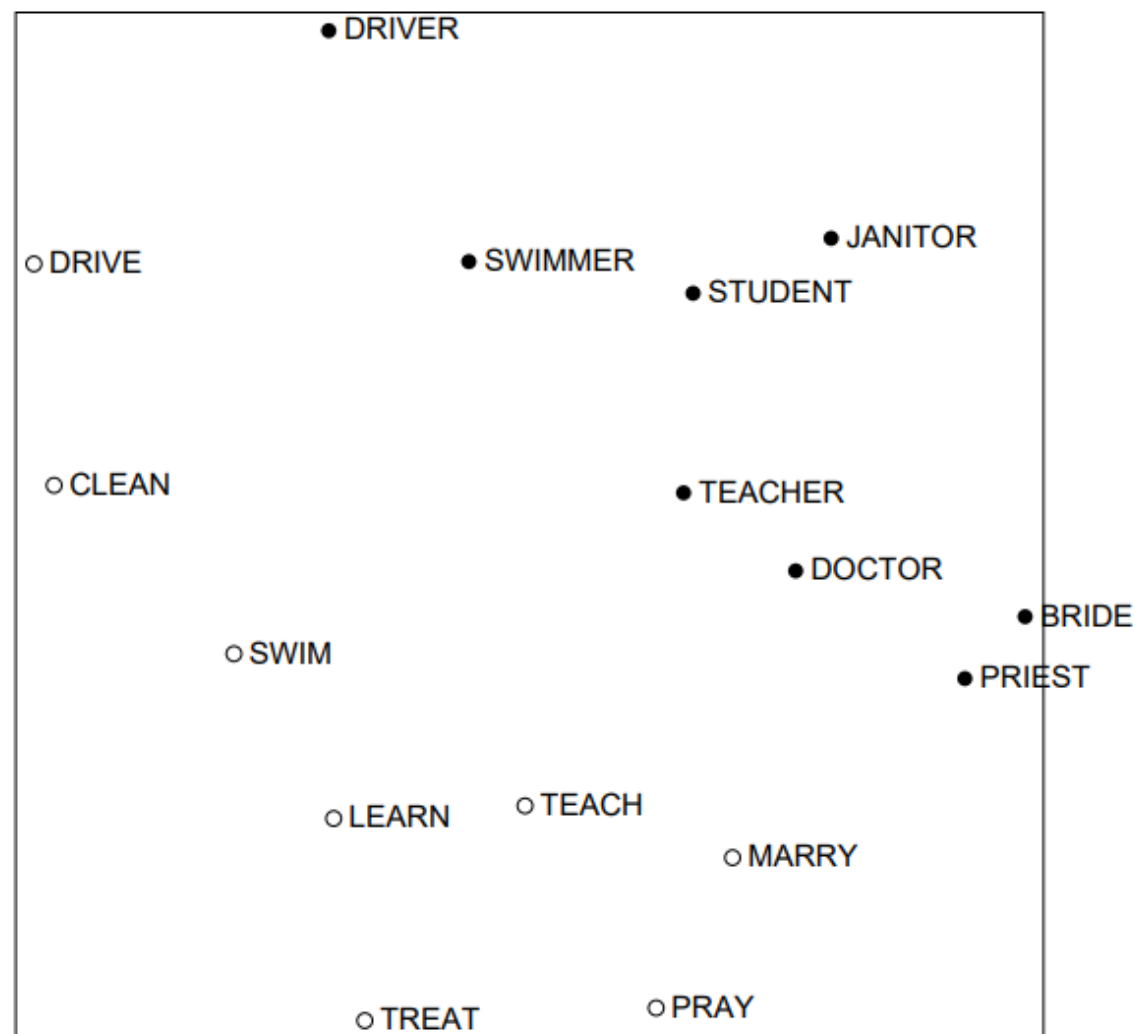 DRIVER
JANITOR
DRIVE
SWIMMER
STUDENT
CLEAN
TEACHER
DOCTOR
BRIDE
SWIM
PRIEST
TEACH
LEARN
MARRY
PRAY
TREAT